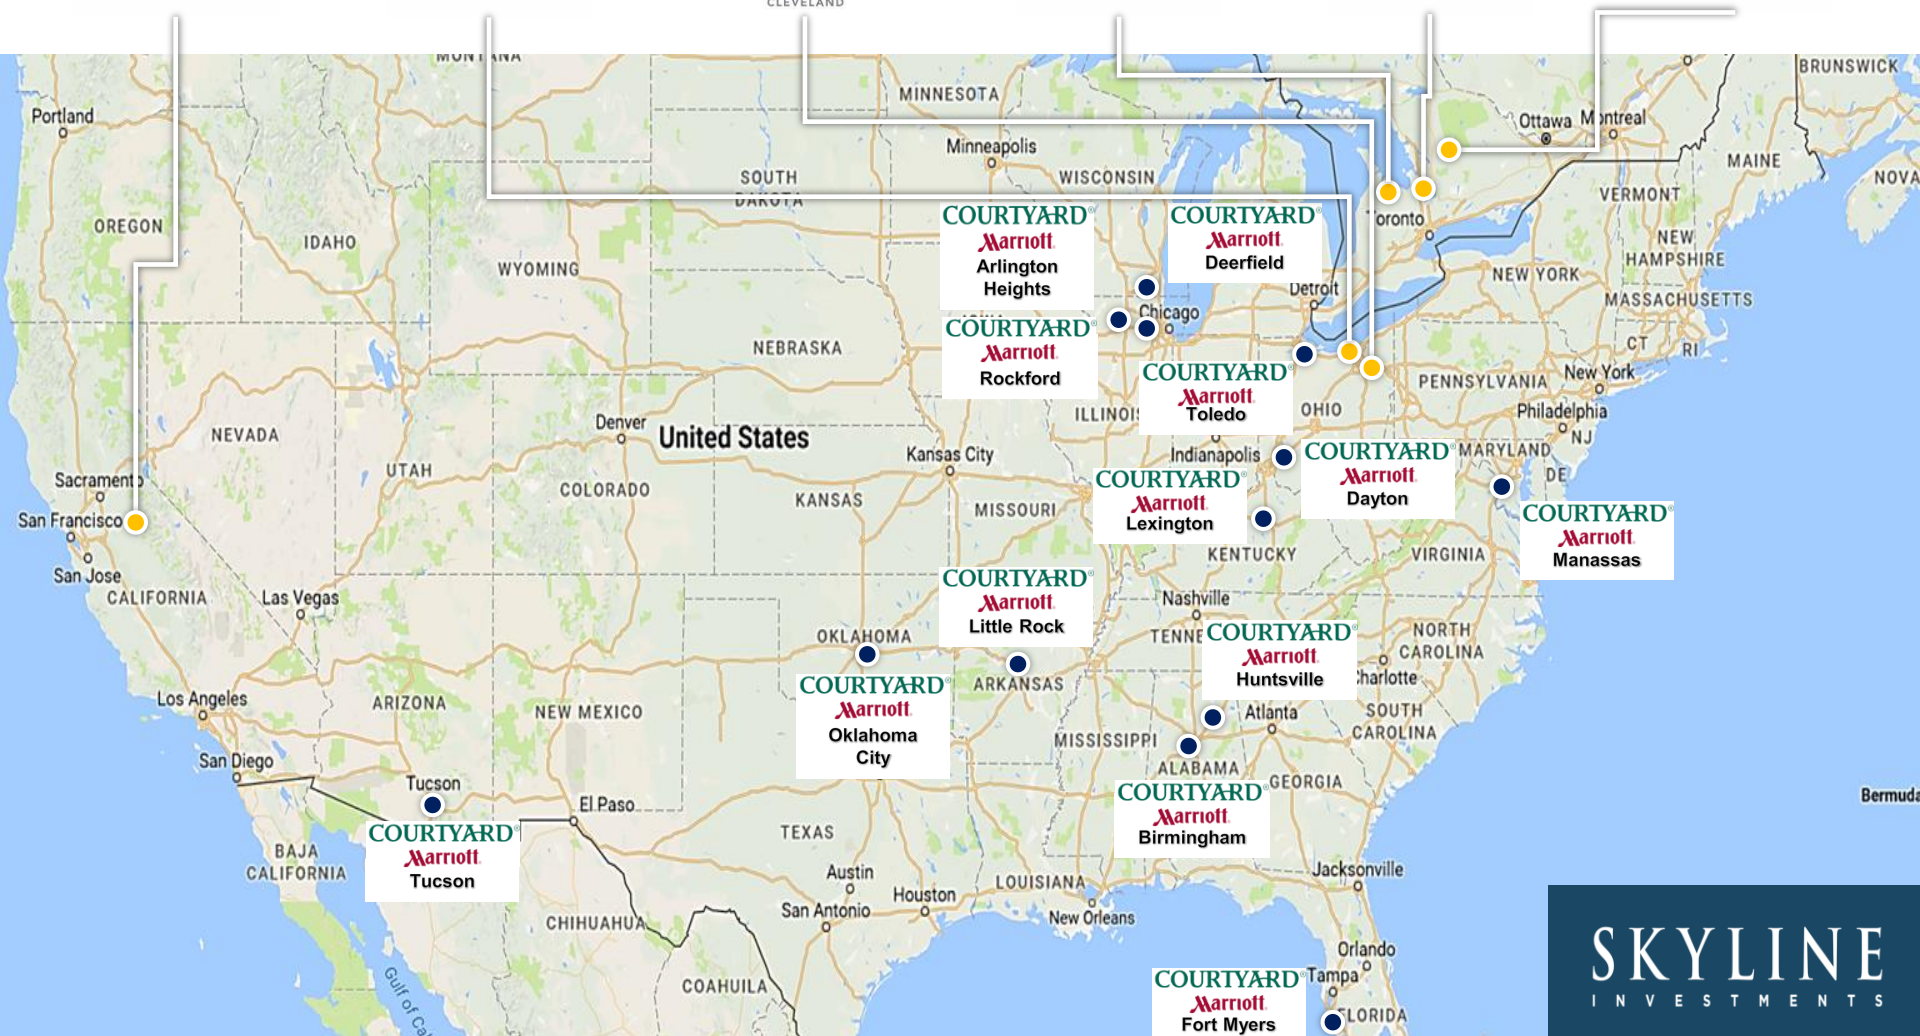 CLEVELAND
MONTANA
BRUNSWICK
MINNESOTA
Portland
Ottawa
Montreal
Minneapolis
MAINE
SOUTH
DAKOTA
WISCONSIN
NOVA
VERMONT
OREGON
IDAHO
Toronto
COURTYARD®
Marriott.
Arlington
Heights
COURTYARD®
Marriott.
Deerfield
NEW
HAMPSHIRE
WYOMING
NEW YORK
Detroit
MASSACHUSETTS
Chicago
COURTYARD®
Marriott.
Rockford
NEBRASKA
CT
RI
COURTYARD®
Marriott.
Toledo
PENNSYLVANIA
New York
ILLINOIS
OHIO
Philadelphia
Denver
United States
NEVADA
NJ
Kansas City
Indianapolis
COURTYARD®
Marriott.
Dayton
MARYLAND
DE
UTAH
Sacramento
COLORADO
KANSAS
MISSOURI
COURTYARD®
Marriott.
Lexington
San Francisco
COURTYARD®
Marriott.
Manassas
KENTUCKY
VIRGINIA
San Jose
CALIFORNIA
Las Vegas
COURTYARD®
Marriott.
Little Rock
Nashville
OKLAHOMA
TENNE
COURTYARD®
Marriott.
Huntsville
NORTH
CAROLINA
Charlotte
ARKANSAS
Los Angeles
ARIZONA
NEW MEXICO
COURTYARD®
Marriott.
Oklahoma
City
Atlanta
SOUTH
CAROLINA
MISSISSIPPI
San Diego
ALABAMA
GEORGIA
Tucson
COURTYARD®
Marriott.
Tucson
El Paso
COURTYARD®
Marriott.
Birmingham
Bermuda
TEXAS
BAJA
CALIFORNIA
Austin
Jacksonville
LOUISIANA
Houston
San Antonio
New Orleans
CHIHUAHUA
Orlando
Gulf of Cal
COAHUILA
COURTYARD®
Marriott.
Fort Myers
Tampa
FLORIDA
SKYLINE
INVESTMENTS